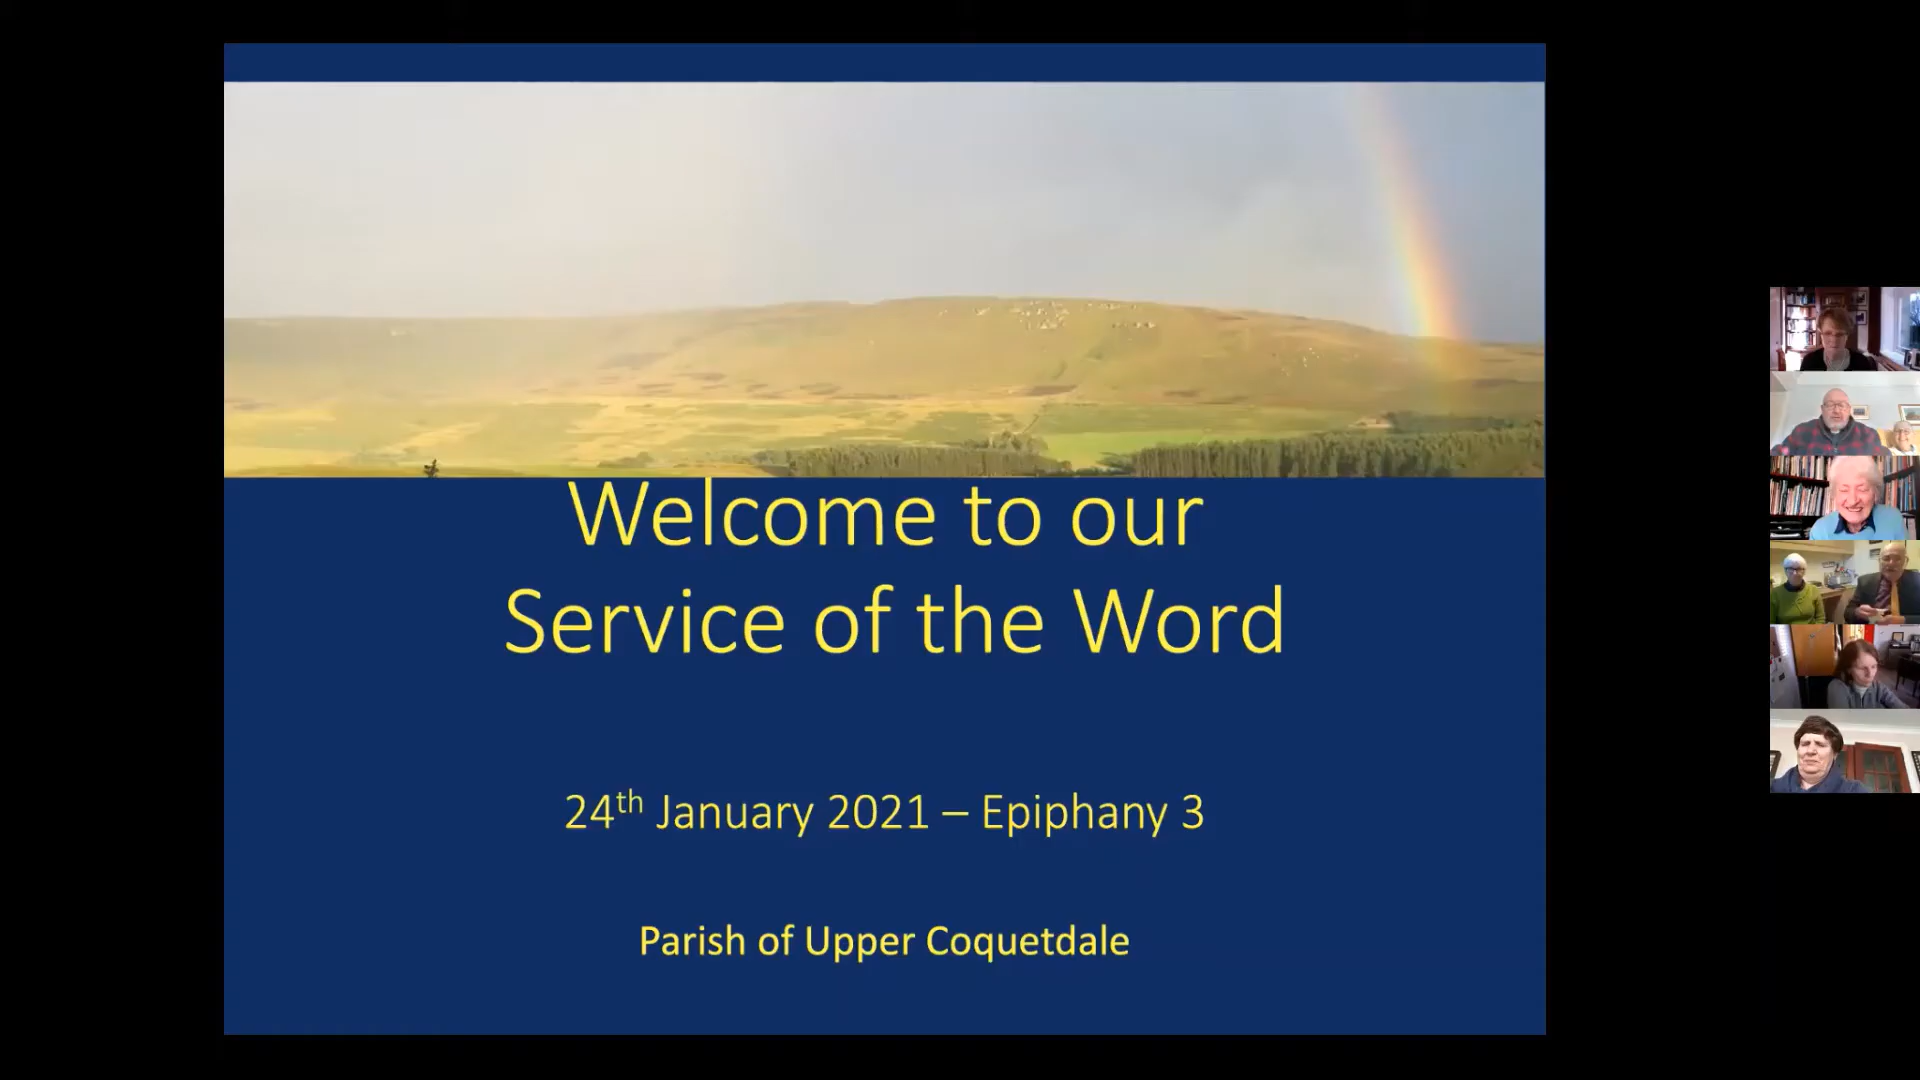 Welcome to our
Service of the Word
24th January 2021 – Epiphany 3
Parish of Upper Coquetdale